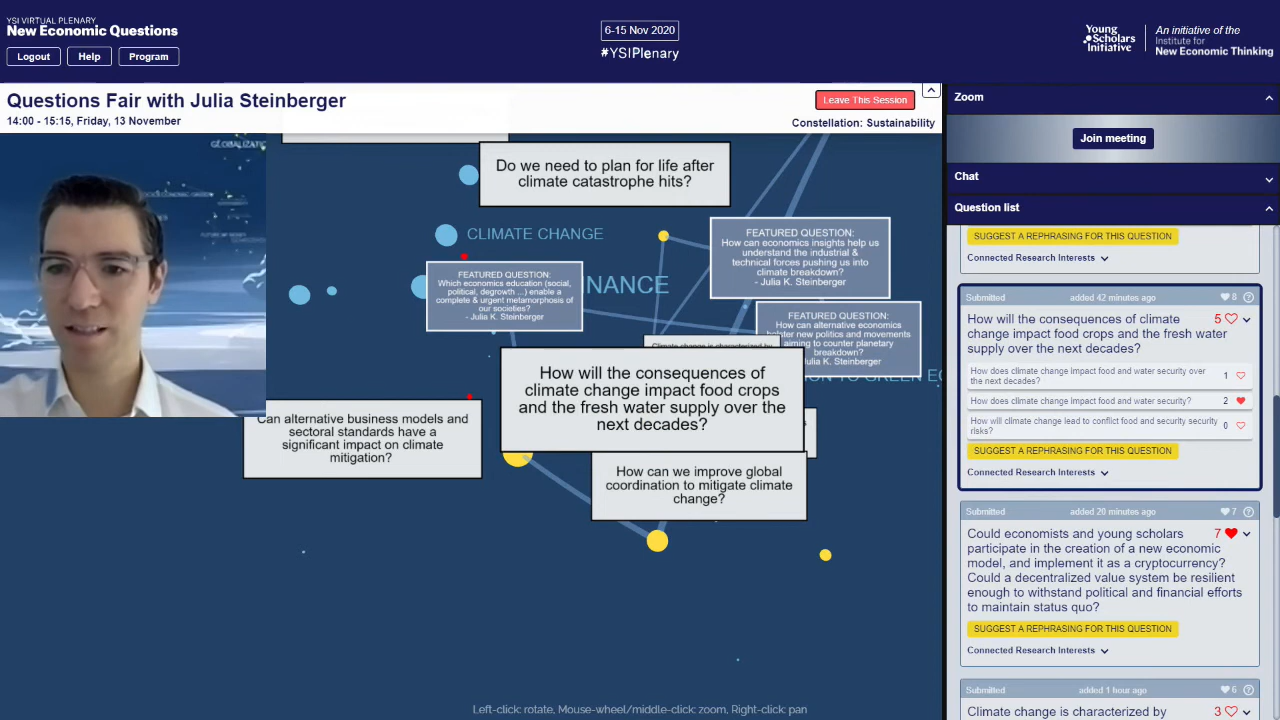 YSI VIRTUAL PLENARY
New Economic Questions
Logout
Help
Program
6-15 Nov 2020
#YSIPlenary
Young
Scholars
Initiative
An initiative of the
Institute for
New Economic Thinking
Questions Fair with Julia Steinberger
14:00 - 15:15, Friday, 13 November
Leave This Session
Constellation: Sustainability
Do we need to plan for life after
climate catastrophe hits?
CLIMATE CHANGE
NANCE
FEATURED QUESTION:
How can economics insights help us
understand the industrial &
technical forces pushing us into
climate breakdown?
- Julia K. Steinberger
FEATURED QUESTION:
Which economics education (social,
political, degrowth ...) enable a
complete & urgent metamorphosis of
our societies?
- Julia K. Steinberger
FEATURED QUESTION:
How can alternative economics
new politics and movements
aiming to counter planetary
breakdown?
Julia K. Steinberger
Climate change is characterized by
ON TO GREEN EC
How will the consequences of
climate change impact food crops
and the fresh water supply over the
next decades?
Can alternative business models and
sectoral standards have a
significant impact on climate
mitigation?
How can we improve global
coordination to mitigate climate
change?
Left-click: rotate, Mouse-wheel/middle-click: zoom, Right-click: pan
Zoom
Join meeting
Chat
Question list
SUGGEST A REPHRASING FOR THIS QUESTION
Connected Research Interests
Submitted added 42 minutes ago 8
How will the consequences of climate 5
change impact food crops and the fresh water
supply over the next decades?
How does climate change impact food and water security over 1
the next decades?
How does climate change impact food and water security? 2
How will climate change lead to conflict food and security security 0
risks?
SUGGEST A REPHRASING FOR THIS QUESTION
Connected Research Interests
Submitted added 20 minutes ago 7
Could economists and young scholars 7
participate in the creation of a new economic
model, and implement it as a cryptocurrency?
Could a decentralized value system be resilient
enough to withstand political and financial efforts
to maintain status quo?
SUGGEST A REPHRASING FOR THIS QUESTION
Connected Research Interests
Submitted added 1 hour ago 6
Climate change is characterized by 3